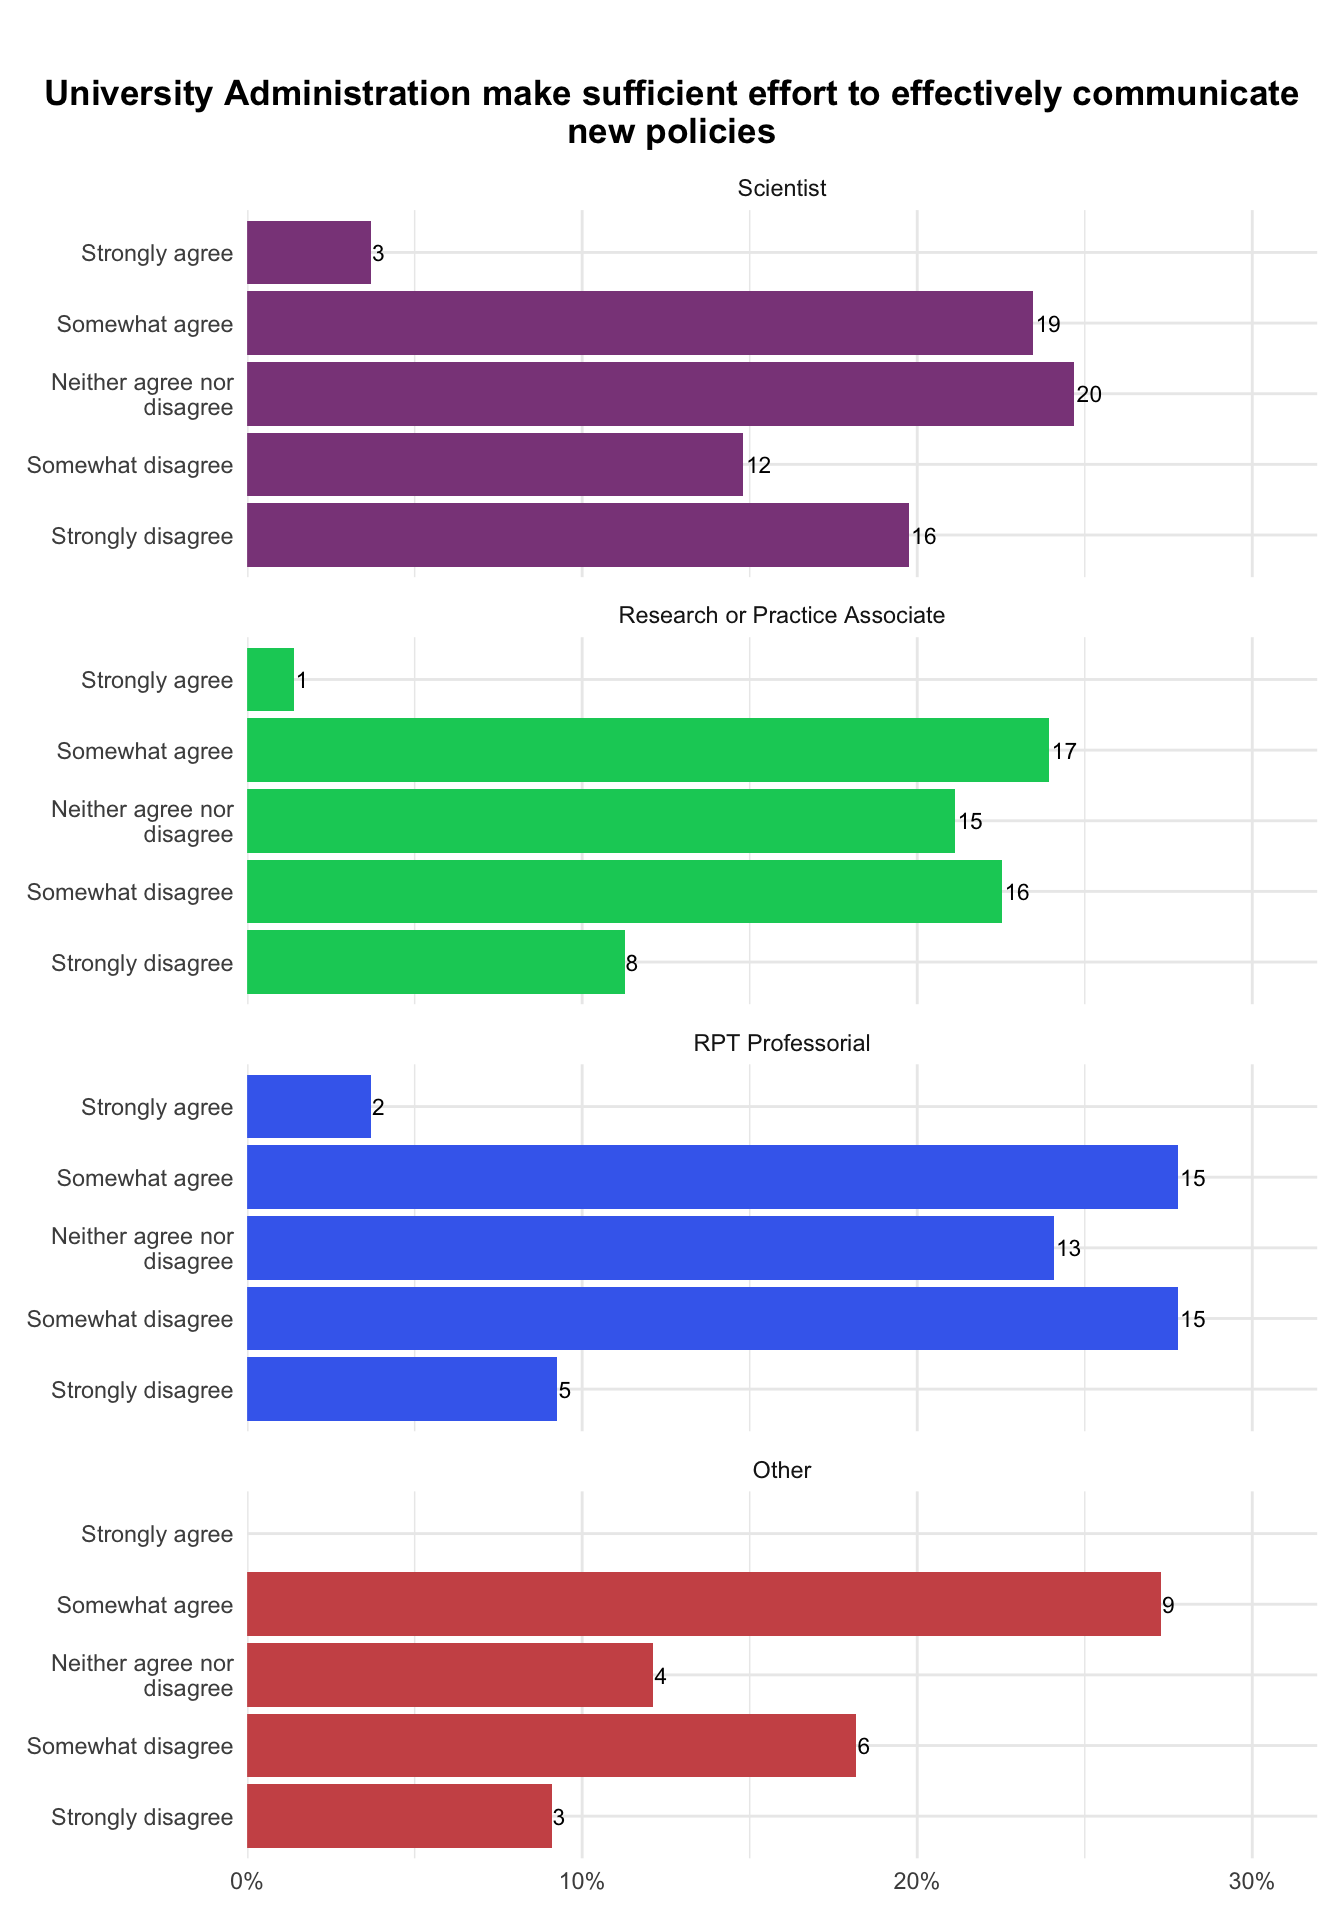 University Administration make sufficient effort to effectively communicate
new policies
Scientist
Strongly agree
3
Somewhat agree
19
Neither agree nor
disagree
20
Somewhat disagree
12
Strongly disagree
16
Research or Practice Associate
Strongly agree
1
Somewhat agree
17
Neither agree nor
disagree
15
Somewhat disagree
16
Strongly disagree
8
RPT Professorial
Strongly agree
2
Somewhat agree
15
Neither agree nor
disagree
13
Somewhat disagree
15
Strongly disagree
5
Other
Strongly agree
Somewhat agree
9
Neither agree nor
disagree
4
Somewhat disagree
6
Strongly disagree
3
0% 10% 20% 30%